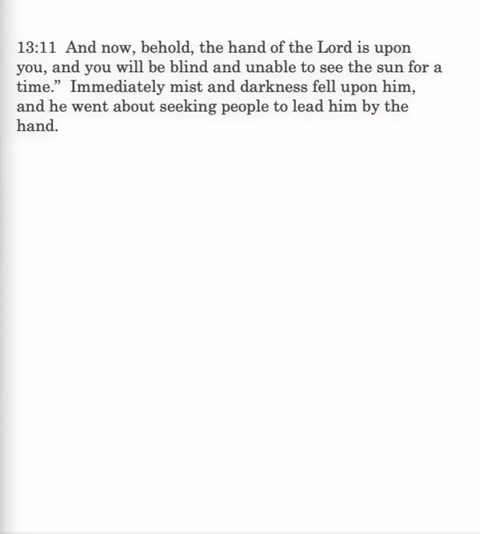 13:11  And now, behold, the hand of the Lord is upon
you, and you will be blind and unable to see the sun for a
time.”  Immediately mist and darkness fell upon him,
and he went about seeking people to lead him by the
hand.